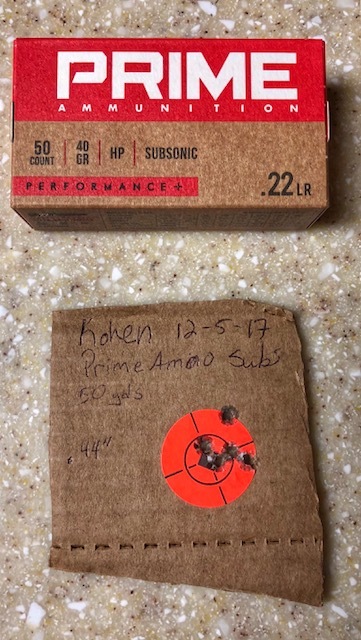 PRIME
AMMUNITION
50 COUNT 40 GR HP SUBSONIC
PERFORMANCE+
.22LR
Kohen 12-5-17
Prime Ammo Subs
50 yds
.44"